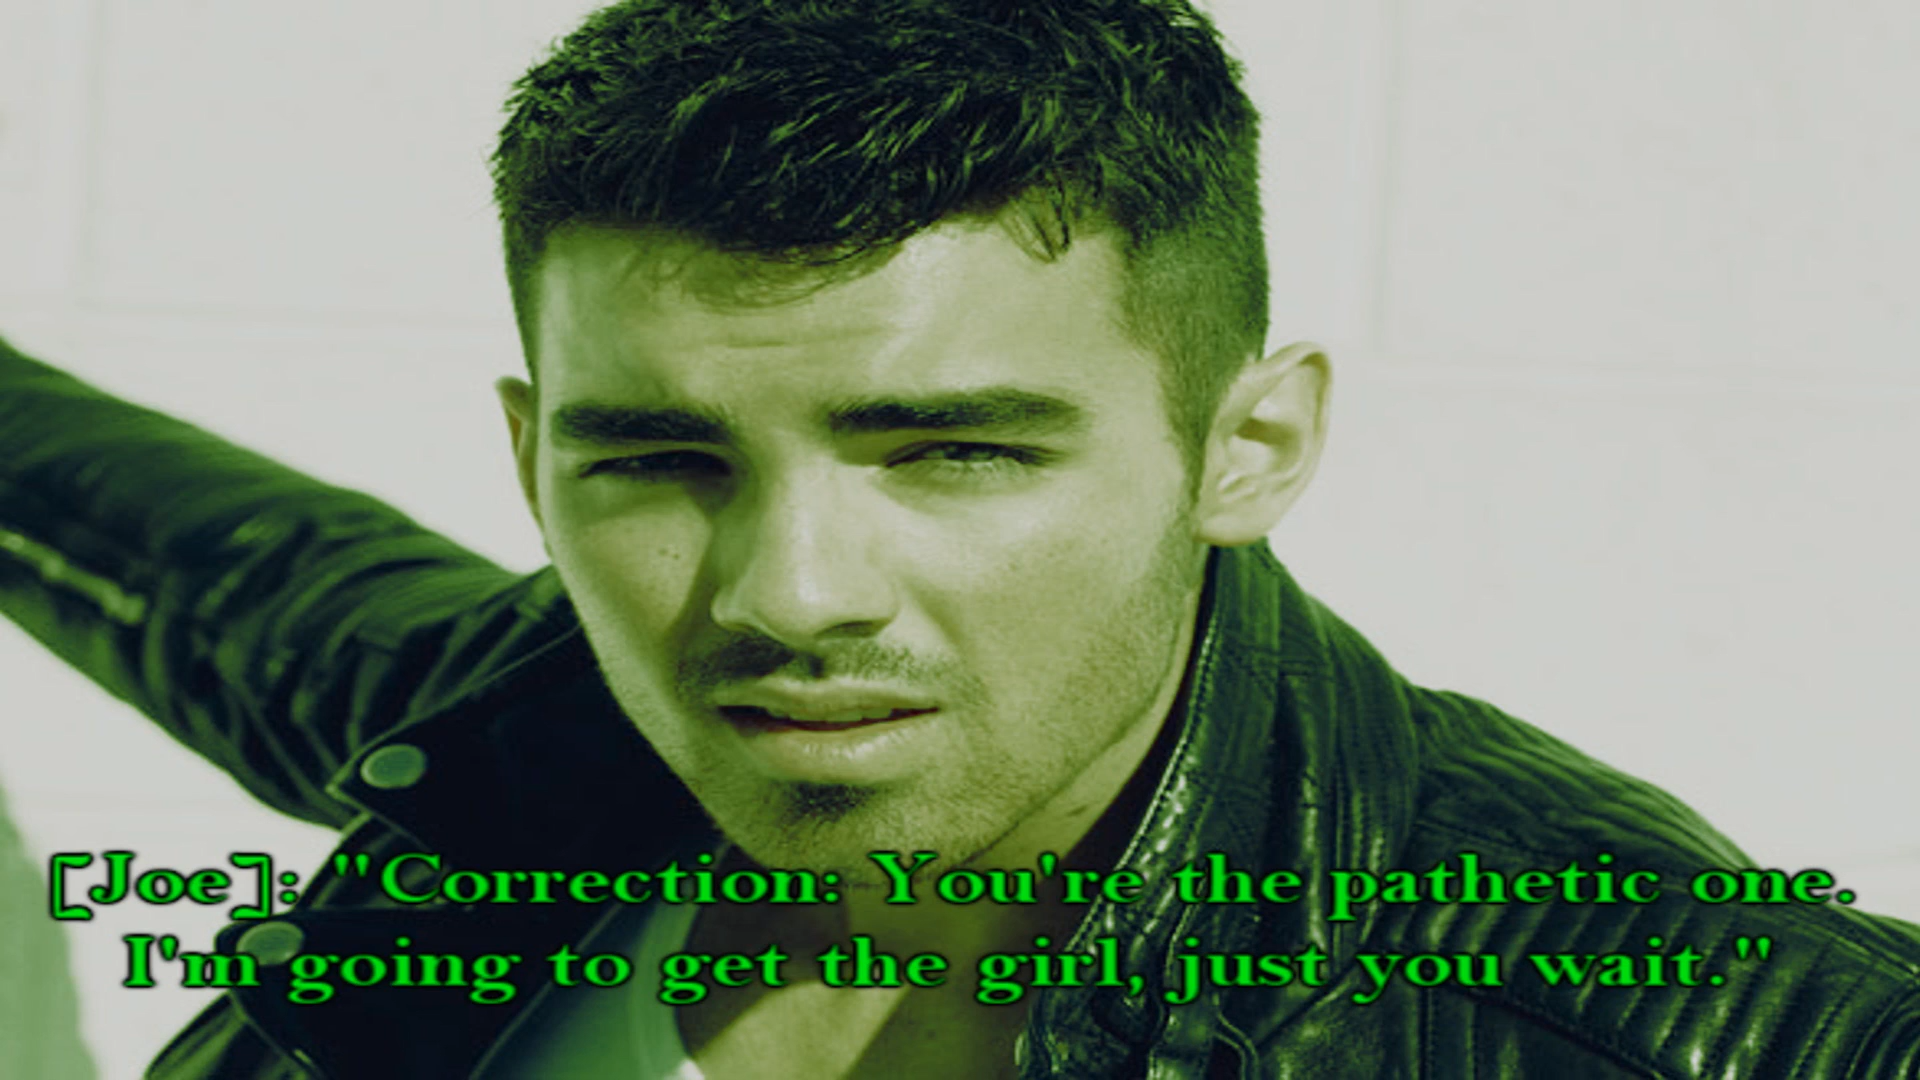 [Joe]: "Correction: You're the pathetic one.
I'm going to get the girl, just you wait."